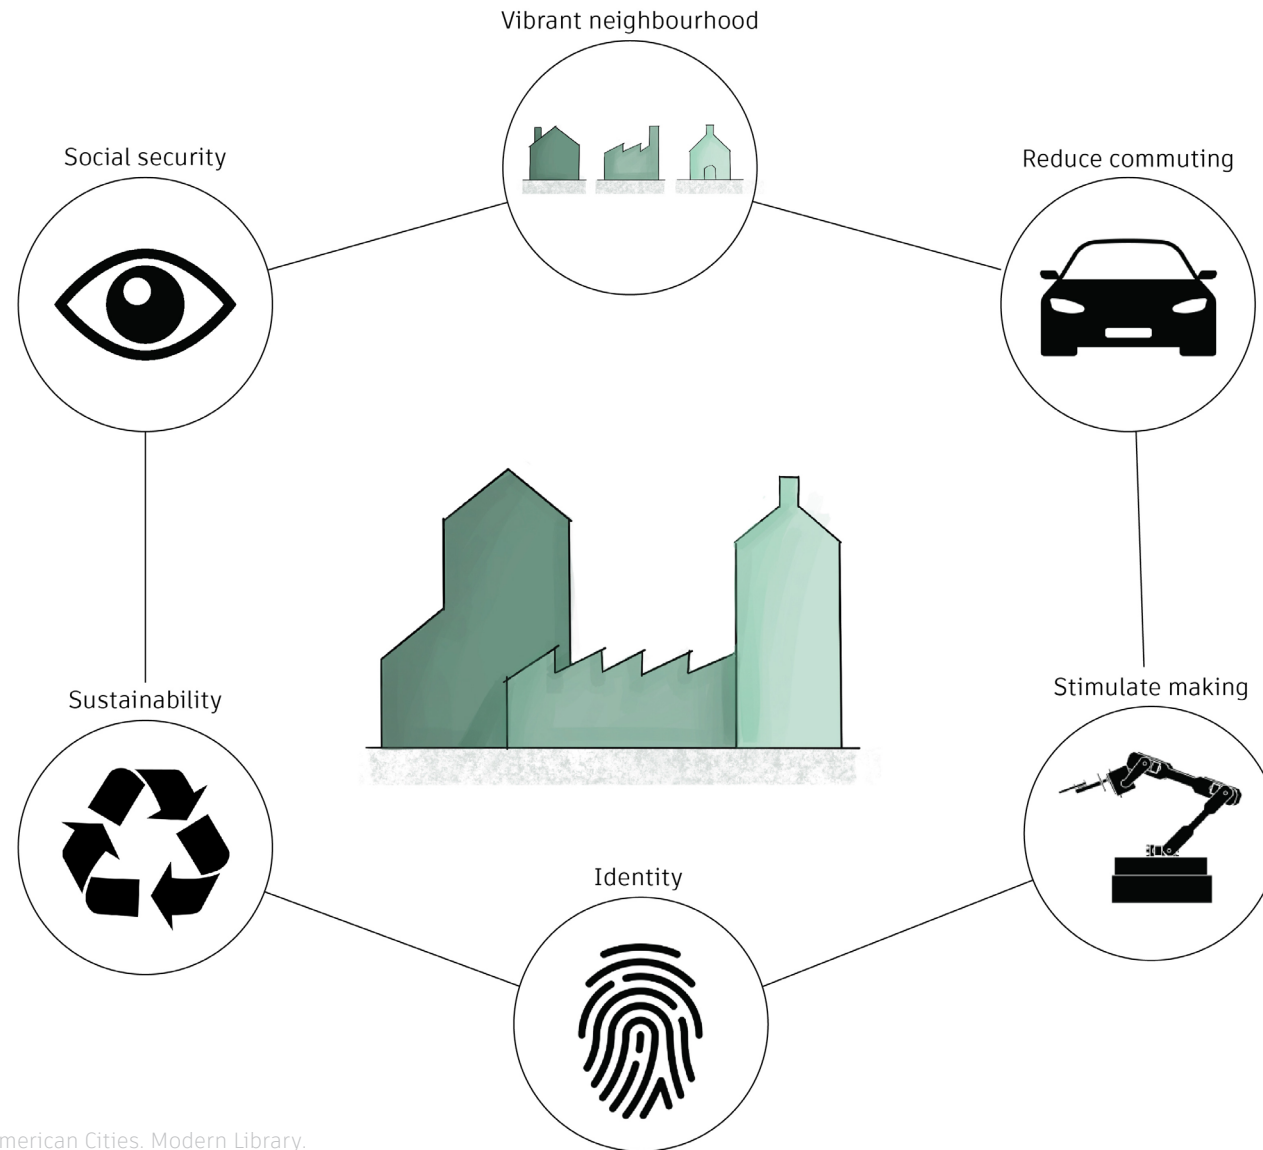 Vibrant neighbourhood
Social security
Reduce commuting
Sustainability
Stimulate making
Identity
merican Cities. Modern Library.